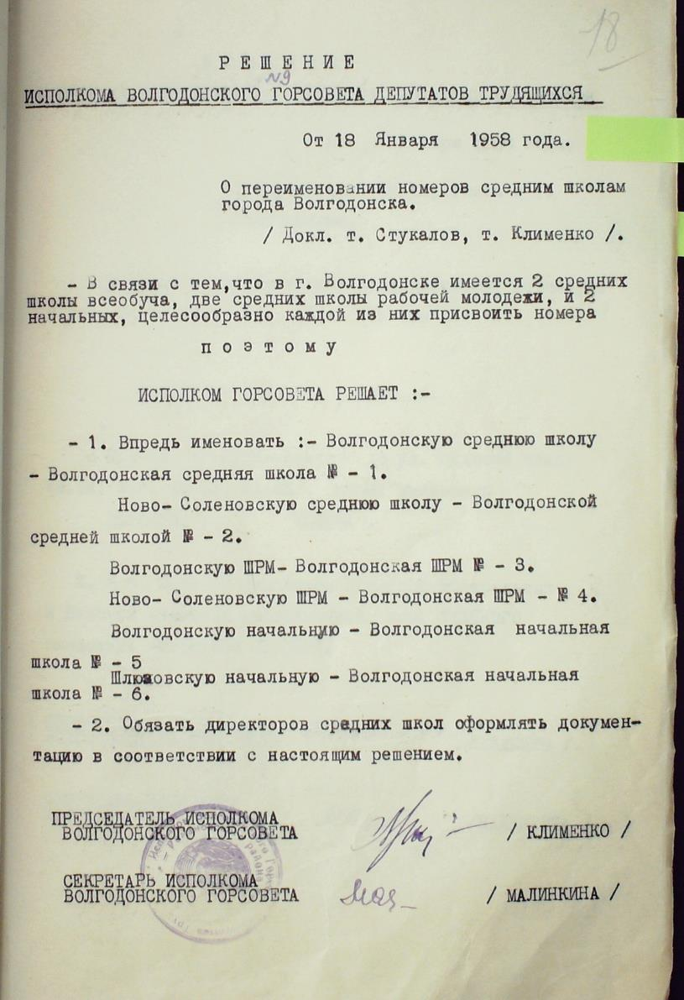 18
Р Е Ш Е Н И Е
№9
ИСПОЛКОМА ВОЛГОДОНСКОГО ГОРСОВЕТА ДЕПУТАТОВ ТРУДЯЩИХСЯ
От 18 Января 1958 года.
О переименовании номеров средним школам
города Волгодонска.
/ Докл. т. Стукалов, т. Клименко /.
- В связи с тем,что в г. Волгодонске имеется 2 средних
школы всеобуча, две средних школы рабочей молодежи, и 2
начальных, целесообразно каждой из них присвоить номера
п о э т о м у
ИСПОЛКОМ ГОРСОВЕТА РЕШАЕТ :-
- 1. Впредь именовать :- Волгодонскую среднюю школу
- Волгодонская средняя школа № - 1.
Ново- Соленовскую среднюю школу - Волгодонской
средней школой № - 2.
Волгодонскую ШРМ- Волгодонская ШРМ № - 3.
Ново- Соленовскую ШРМ - Волгодонская ШРМ - № 4.
Волгодонскую начальную - Волгодонская начальная
школа № - 5
Шлюзовскую начальную - Волгодонская начальная
школа № - 6.
- 2. Обязать директоров средних школ оформлять докумен-
тацию в соответствии с настоящим решением.
ПРЕДСЕДАТЕЛЬ ИСПОЛКОМА
ВОЛГОДОНСКОГО ГОРСОВЕТА / КЛИМЕНКО /
СЕКРЕТАРЬ ИСПОЛКОМА
ВОЛГОДОНСКОГО ГОРСОВЕТА / МАЛИНКИНА /